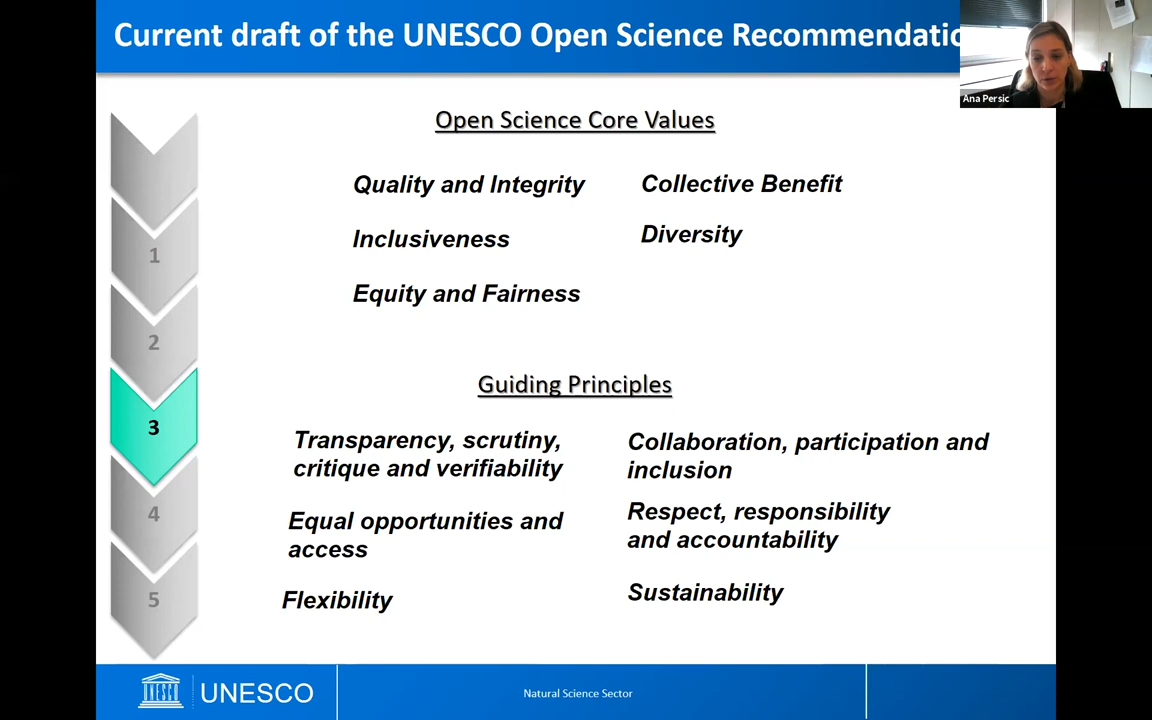 Current draft of the UNESCO Open Science Recommendatio
Ana Persic
Open Science Core Values
Quality and Integrity
Collective Benefit
Inclusiveness
Diversity
Equity and Fairness
1
2
3
4
5
Guiding Principles
Transparency, scrutiny,
critique and verifiability
Collaboration, participation and
inclusion
Equal opportunities and
access
Respect, responsibility
and accountability
Flexibility
Sustainability
UNESCO
Natural Science Sector